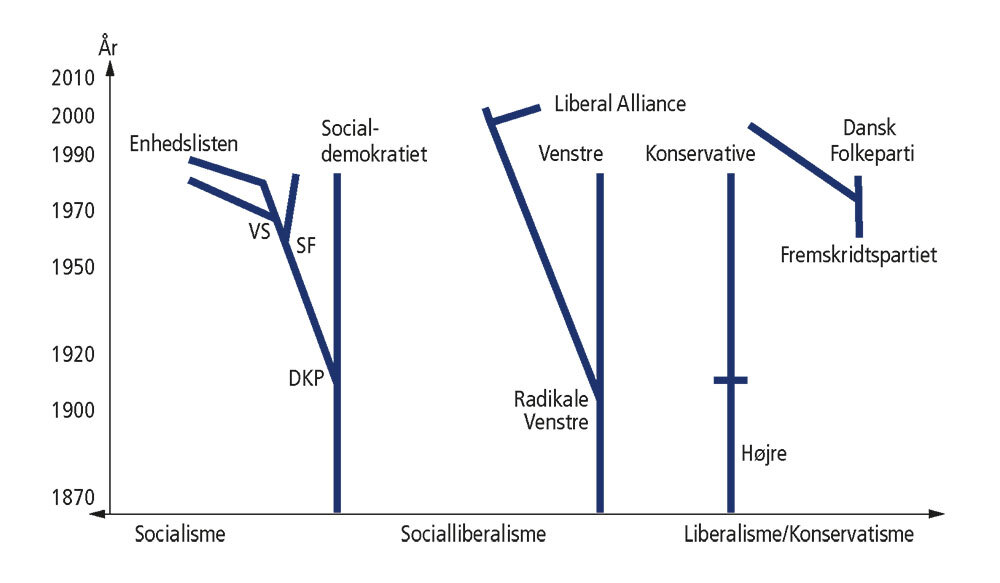 År
2010
2000
1990
1970
1950
1920
1900
1870
Enhedslisten
Social-
demokratiet
VS
SF
DKP
Liberal Alliance
Venstre
Radikale
Venstre
Konservative
Højre
Dansk
Folkeparti
Fremskridtspartiet
Socialisme
Socialliberalisme
Liberalisme/Konservatisme